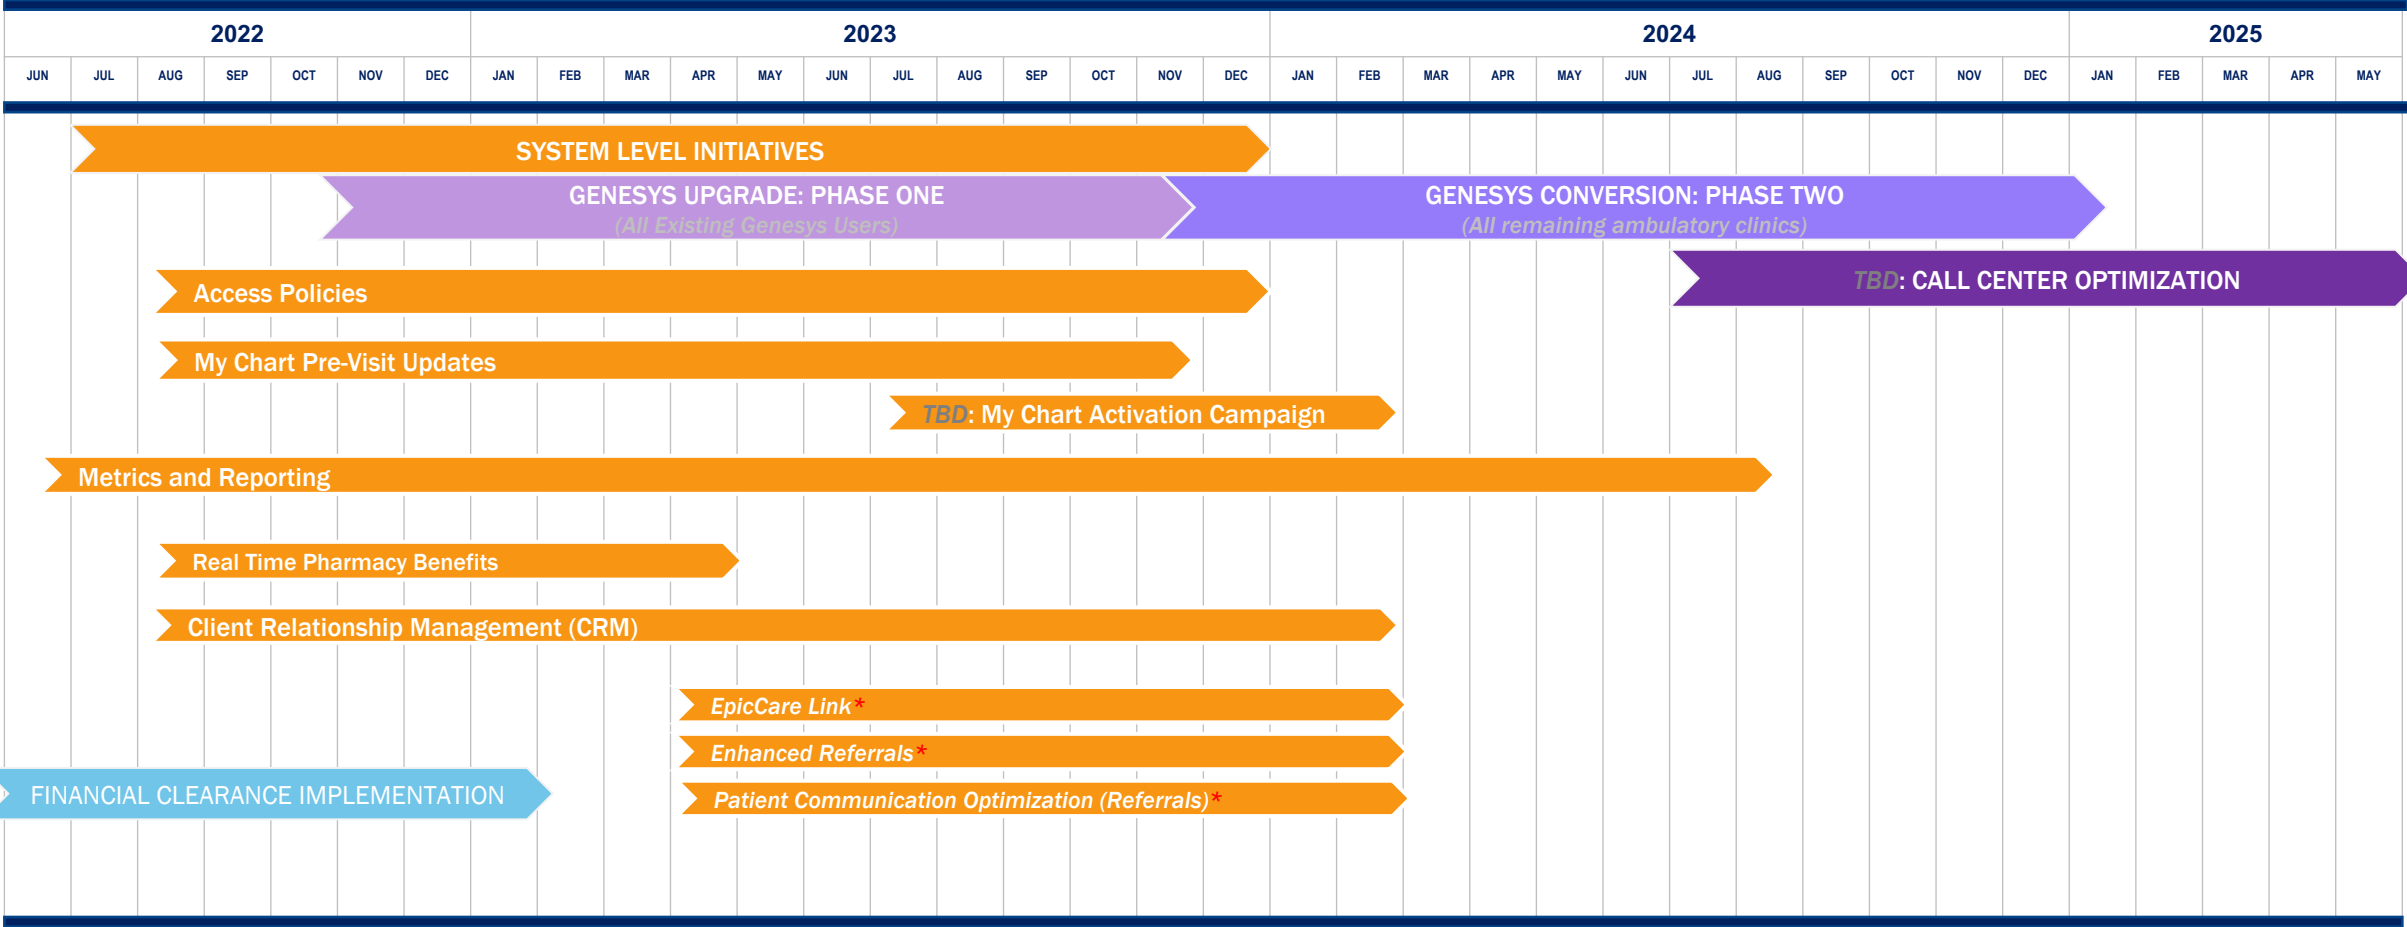 2022 2023 2024 2025
JUN JUL AUG SEP OCT NOV DEC JAN FEB MAR APR MAY JUN JUL AUG SEP OCT NOV DEC JAN FEB MAR APR MAY JUN JUL AUG SEP OCT NOV DEC JAN FEB MAR APR MAY
SYSTEM LEVEL INITIATIVES
GENESYS UPGRADE: PHASE ONE
(All Existing Genesys Users)
GENESYS CONVERSION: PHASE TWO
(All remaining ambulatory clinics)
TBD: CALL CENTER OPTIMIZATION
Access Policies
My Chart Pre-Visit Updates
TBD: My Chart Activation Campaign
Metrics and Reporting
Real Time Pharmacy Benefits
Client Relationship Management (CRM)
EpicCare Link*
Enhanced Referrals*
FINANCIAL CLEARANCE IMPLEMENTATION
Patient Communication Optimization (Referrals)*